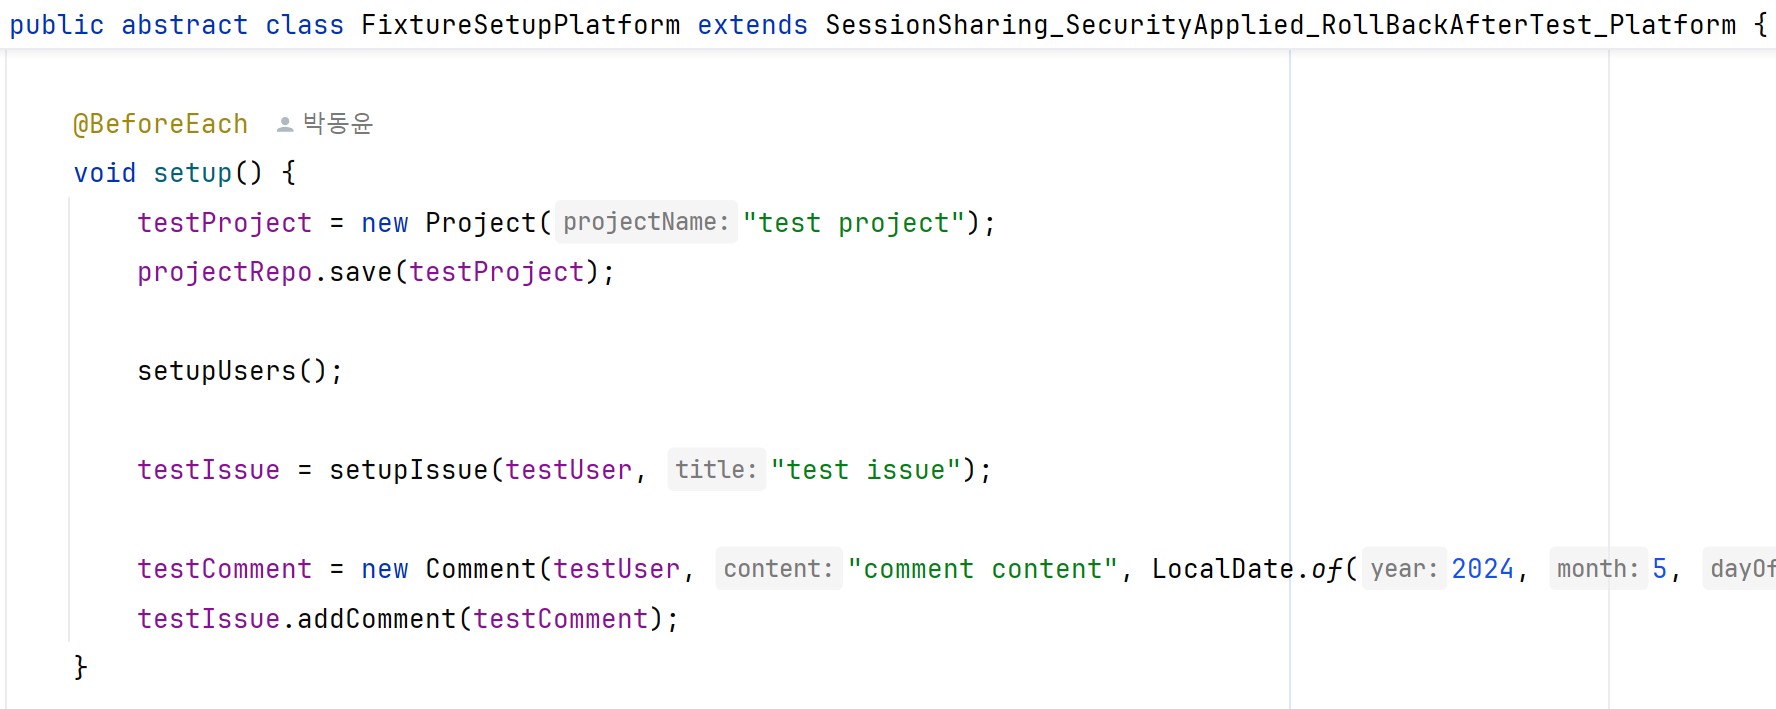 public abstract class FixtureSetupPlatform extends SessionSharing_SecurityApplied_RollBackAfterTest_Platform {
@BeforeEach 박동윤
void setup() {
testProject = new Project( projectName: "test project");
projectRepo.save(testProject);
setupUsers();
testIssue = setupIssue(testUser, title: "test issue");
testComment = new Comment(testUser, content: "comment content", LocalDate.of( year: 2024, month: 5, dayOf
testIssue.addComment(testComment);
}